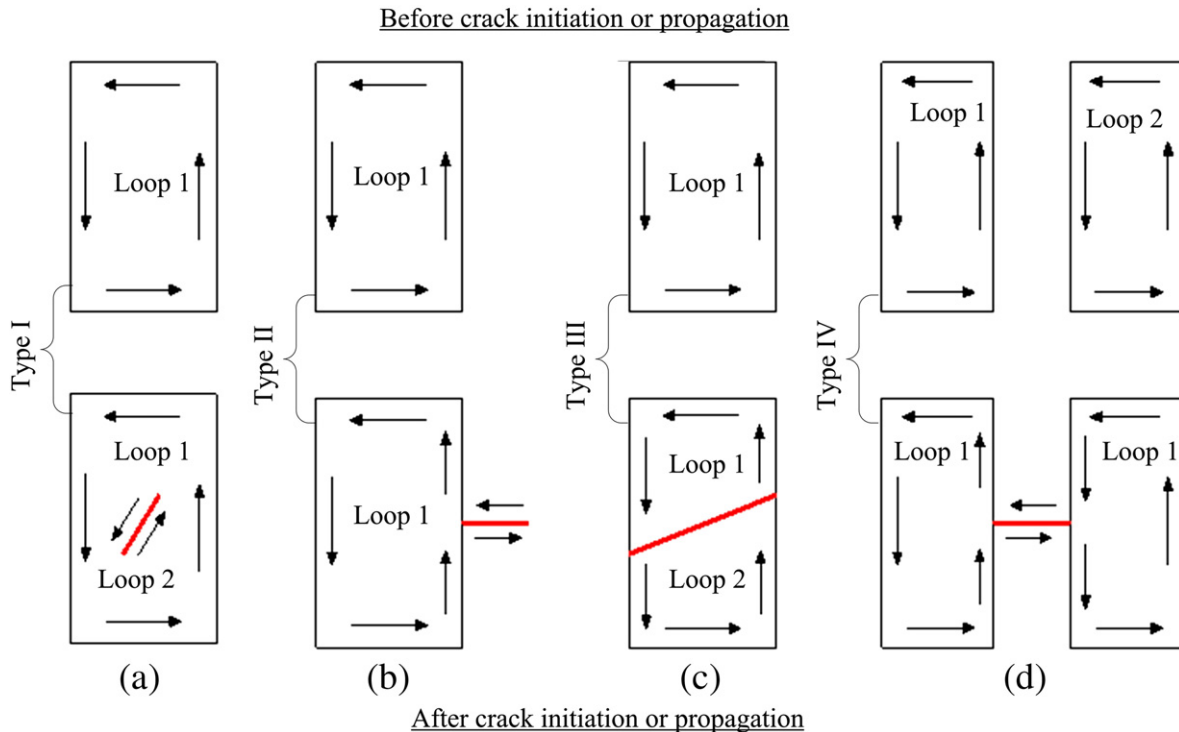 Before crack initiation or propagation
Loop 1
Loop 1
Loop 1
Loop 1
Loop 2
Type I
Type II
Type III
Type IV
Loop 1
Loop 2
Loop 1
Loop 1
Loop 2
Loop 1
Loop 1
(a)
(b)
(c)
(d)
After crack initiation or propagation